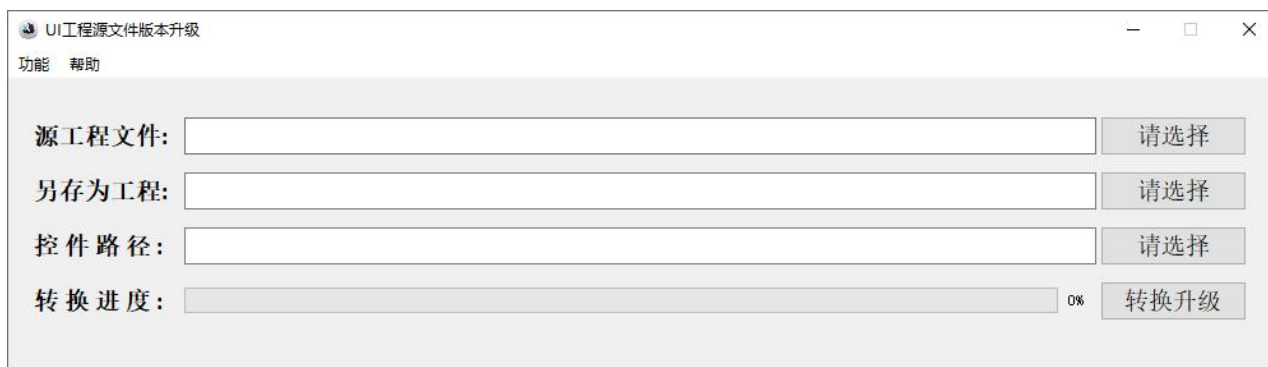 UI工程源文件版本升级
功能 帮助
源工程文件: 请选择
另存为工程: 请选择
控件路径: 请选择
转换进度: 0% 转换升级